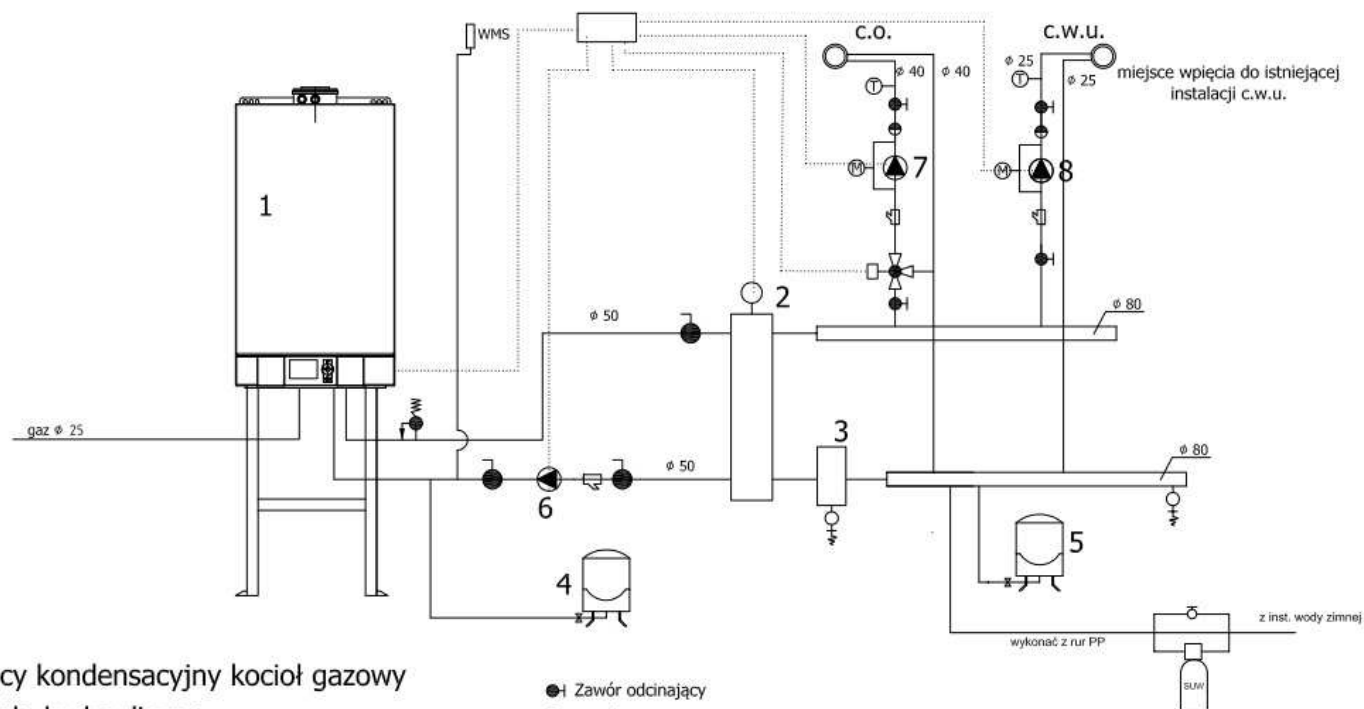 WMS
c.o.
c.w.u.
ϕ 25
ϕ 40
ϕ 40
ϕ 25
miejsce wpięcia do istniejącej
instalacji c.w.u.
T
T
M
7
M
8
1
2
ϕ 50
ϕ 80
gaz ϕ 25
3
ϕ 50
ϕ 80
6
5
4
z inst. wody zimnej
wykonać z rur PP
SUW
kondensacyjny kocioł gazowy
Zawór odcinający